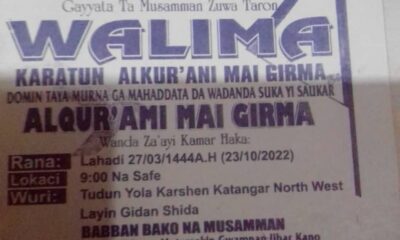 Gayyata Ta Musamman Zuwa Taron
WALIMA
KARATUN ALKUR'ANI MAI GIRMA
DOMIN TAYA MURNA GA MAHADDATA DA WADANDA SUKA YI SAUKAR
ALQUR'AMI MAI GIRMA
Wanda Za'ayi Kamar Haka:
Rana: Lahadi 27/03/1444A.H (23/10/2022)
Lokaci 9:00 Na Safe
Wuri: Tudun Yola Karshen Katangar North West
Layin Gidan Shida
BABBAN BAKO NA MUSAMMAN
Gwamnan Jihar Kano